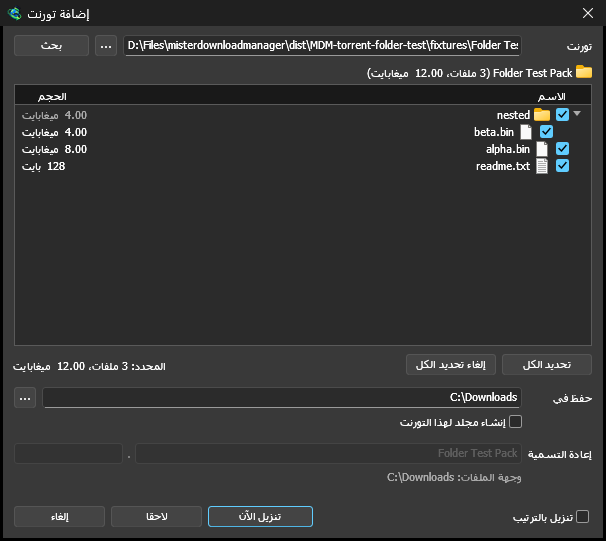 إضافة تورنت
تورنت D:\Files\misterdownloadmanager\dist\MDM-torrent-folder-test\fixtures\Folder Tes ... بحث
Folder Test Pack (3 ملفات، 12.00 ميغابايت)
الاسم الحجم
nested 4.00 ميغابايت
beta.bin 4.00 ميغابايت
alpha.bin 8.00 ميغابايت
readme.txt 128 بايت
تحديد الكل إلغاء تحديد الكل المحدد: 3 ملفات، 12.00 ميغابايت
حفظ في C:\Downloads ...
إنشاء مجلد لهذا التورنت
إعادة التسمية Folder Test Pack .
وجهة الملفات: C:\Downloads
تنزيل بالترتيب تنزيل الآن لاحقا إلغاء